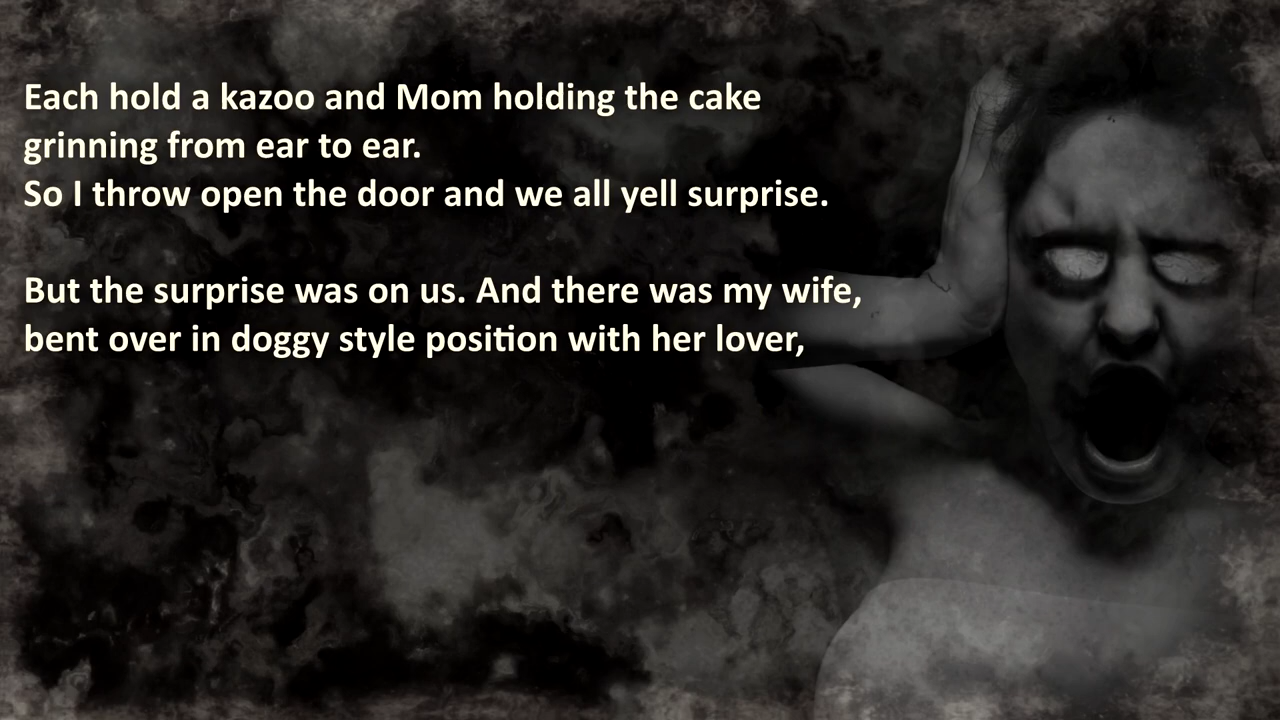 Each hold a kazoo and Mom holding the cake
grinning from ear to ear.
So I throw open the door and we all yell surprise.
But the surprise was on us. And there was my wife,
bent over in doggy style position with her lover,